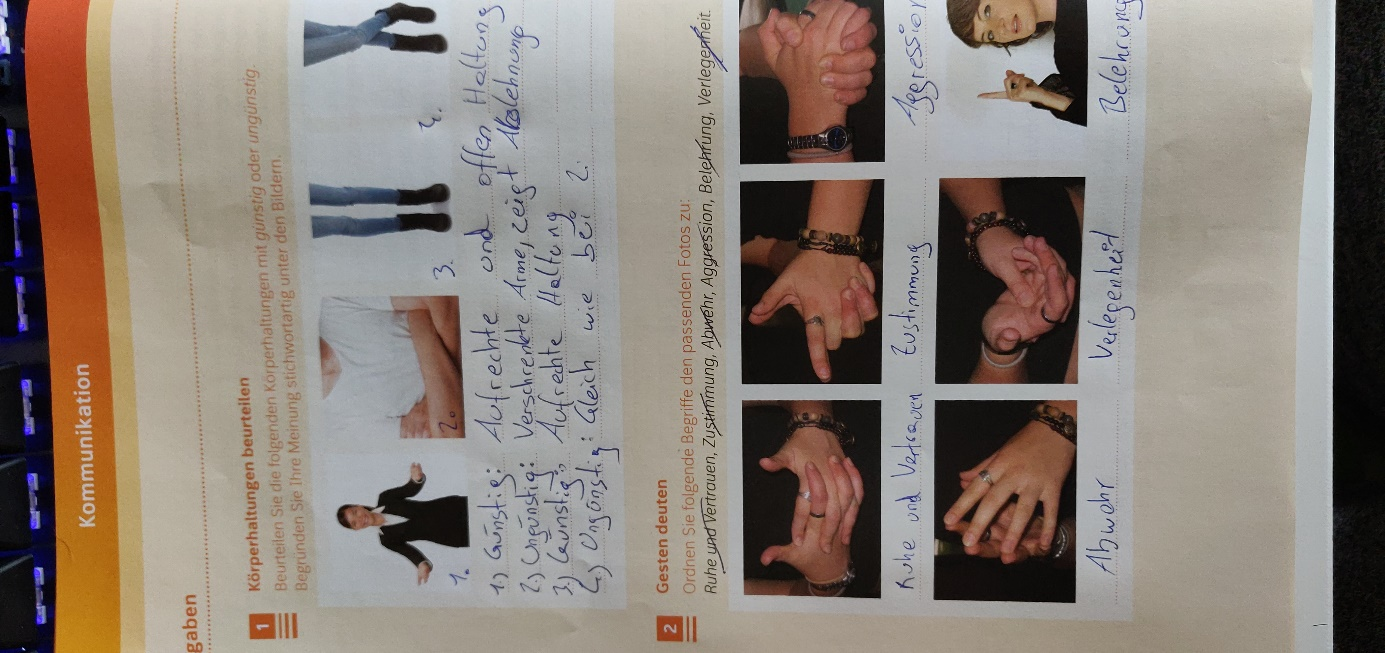 Kommunikation
gaben
1 Körperhaltungen beurteilen
Beurteilen Sie die folgenden Körperhaltungen mit günstig oder ungünstig.
Begründen Sie Ihre Meinung stichwortartig unter den Bildern.
1. 2. 3. 4.
1) Günstig: Aufrechte und offen Haltung
2) Ungünstig: Verschrenkte Arme, zeigt Ablehnung
3) Günstig: Aufrechte Haltung
4) Ungünstig: Gleich wie bei 2.
2 Gesten deuten
Ordnen Sie folgende Begriffe den passenden Fotos zu:
Ruhe und Vertrauen, Zustimmung, Abwehr, Aggression, Belehrung, Verlegenheit.
Ruhe und Vertrauen Zustimmung Aggression
Abwehr Verlegenheit Belehrung